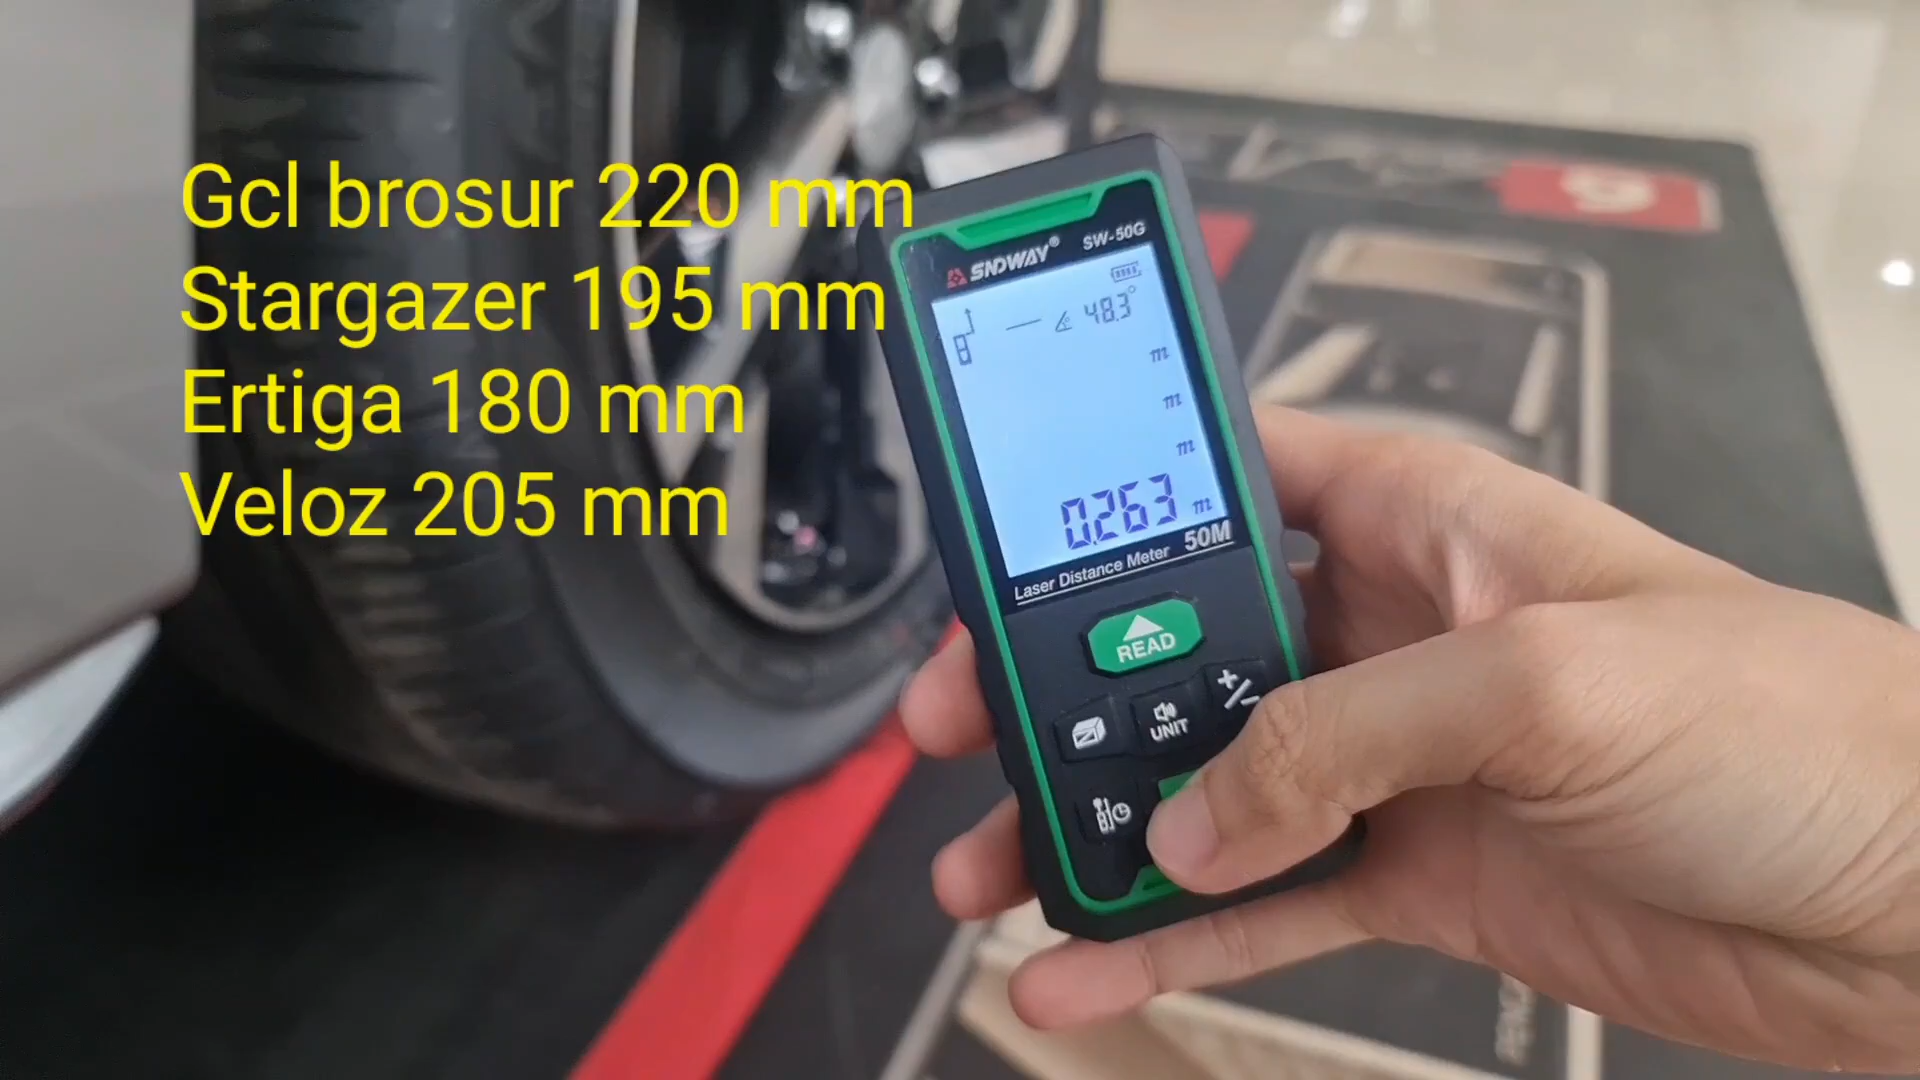 Gcl brosur 220 mm
Stargazer 195 mm
Ertiga 180 mm
Veloz 205 mm
SNDWAY® SW-50G
48.3°
m
m
m
0.263 m
Laser Distance Meter 50M
READ
UNIT
+/-